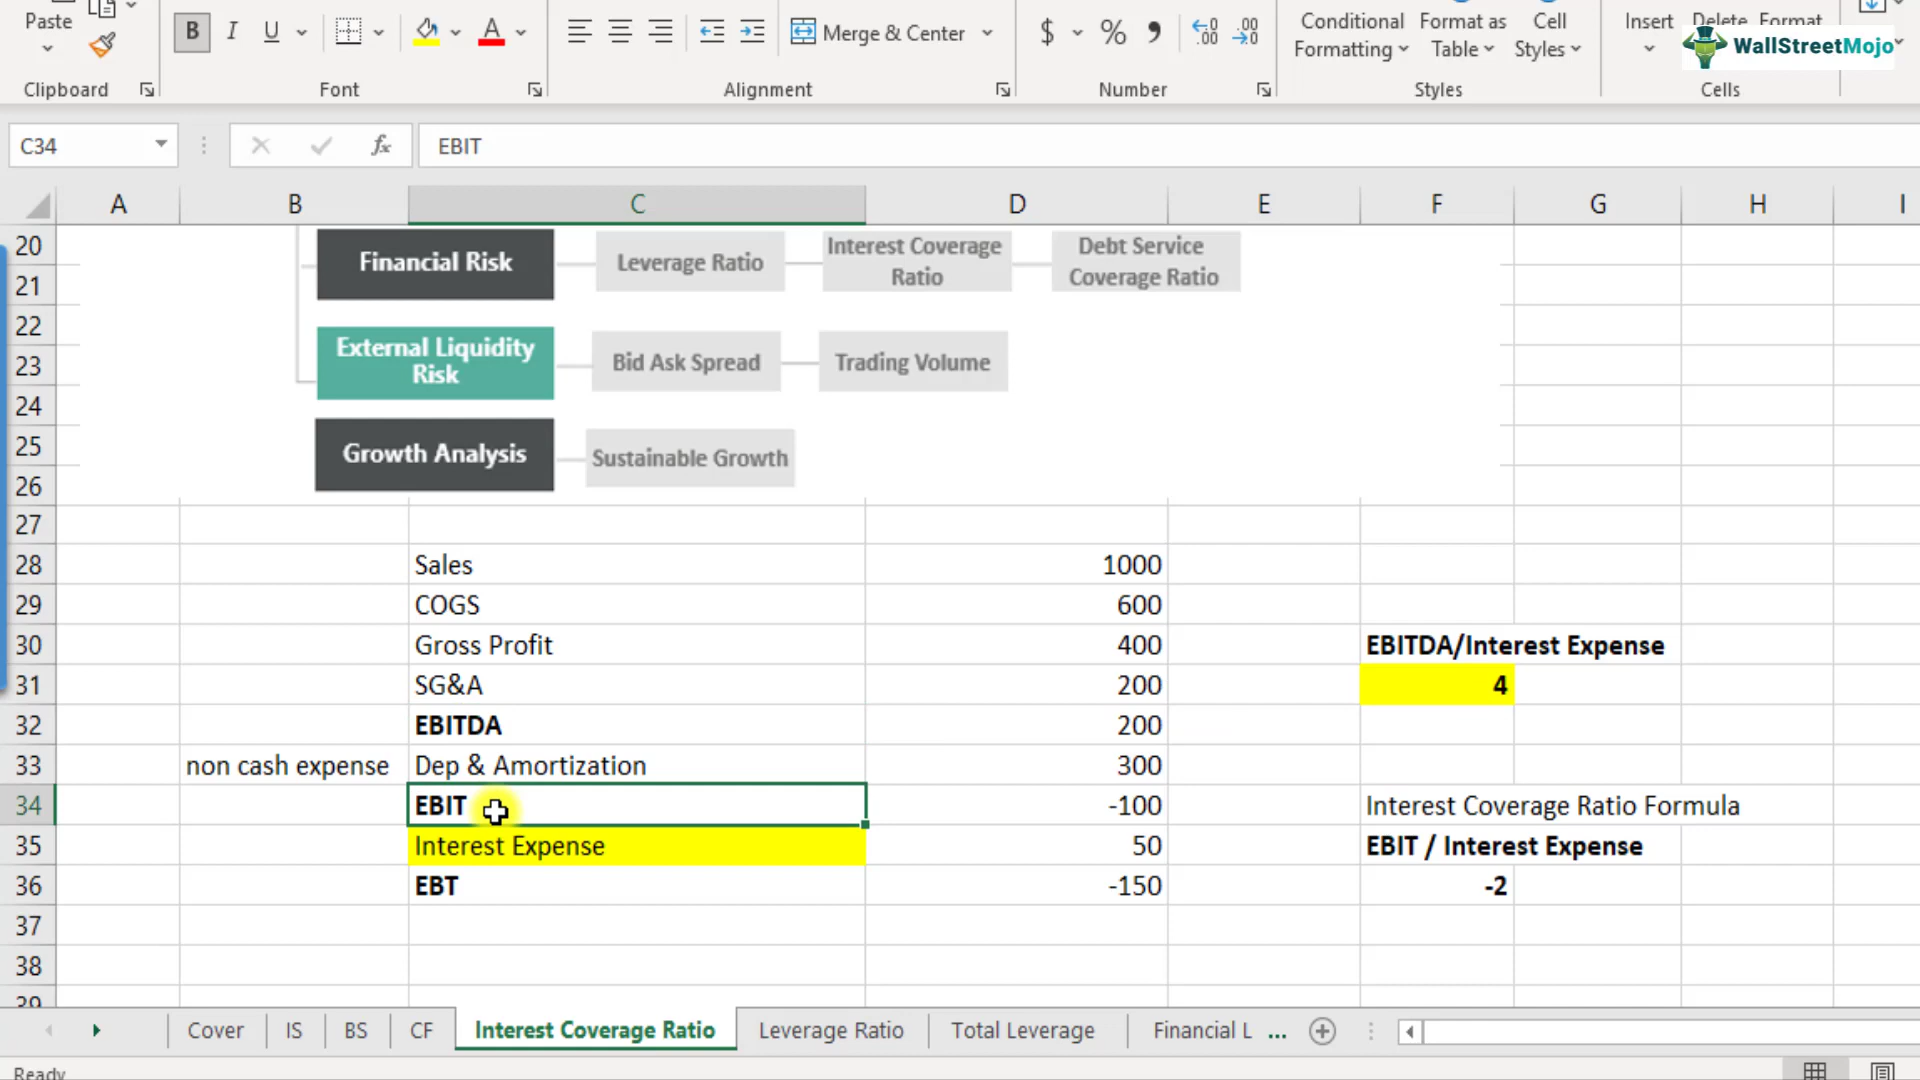 Paste
B I U
A
Merge & Center
$ % 9
Conditional Formatting
Format as Table
Cell Styles
Insert
Delete
Format
WallStreetMojo
Clipboard
Font
Alignment
Number
Styles
Cells
C34
fx
EBIT
A B C D E F G H I
20
Financial Risk
Leverage Ratio
Interest Coverage
Ratio
Debt Service
Coverage Ratio
21
22
External Liquidity
Risk
Bid Ask Spread
Trading Volume
23
24
25
Growth Analysis
Sustainable Growth
26
27
28 Sales 1000
29 COGS 600
30 Gross Profit 400 EBITDA/Interest Expense
31 SG&A 200 4
32 EBITDA 200
33 non cash expense Dep & Amortization 300
34 EBIT -100 Interest Coverage Ratio Formula
35 Interest Expense 50 EBIT / Interest Expense
36 EBT -150 -2
37
38
39
Cover IS BS CF Interest Coverage Ratio Leverage Ratio Total Leverage Financial L ...
Ready